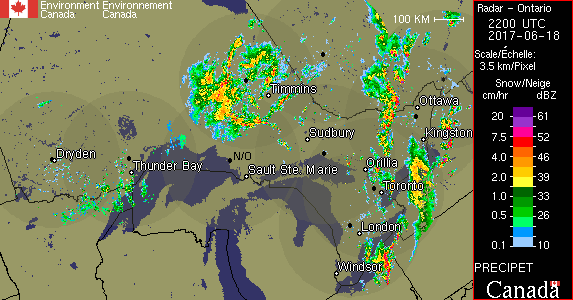 Environment Environnement
Canada Canada
100 KM
Timmins
Ottawa
Sudbury
Kingston
Dryden
Thunder Bay
N/O
Sault Ste. Marie
Orillia
Toronto
London
Windsor
Radar - Ontario
2200 UTC
2017-06-18
Scale/Échelle:
3.5 km/Pixel
Snow/Neige
cm/hr dBZ
20 61
7.5 52
4.0 46
2.0 39
1.0 33
0.5 26
0.1 10
PRECIPET
Canada